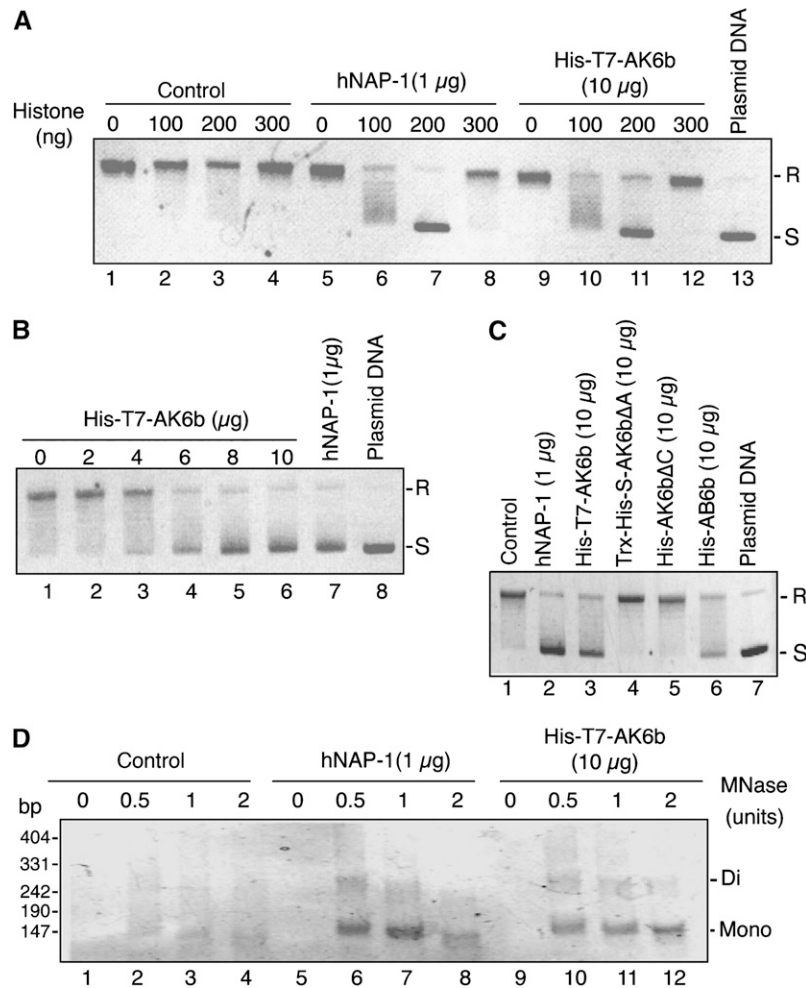 A
Control
hNAP-1(1 µg)
His-T7-AK6b
(10 µg)
Plasmid DNA
Histone
(ng)
0 100 200 300 0 100 200 300 0 100 200 300
-R
-S
1 2 3 4 5 6 7 8 9 10 11 12 13
B
His-T7-AK6b (µg)
hNAP-1(1µg)
Plasmid DNA
0 2 4 6 8 10
-R
-S
1 2 3 4 5 6 7 8
C
Control
hNAP-1 (1 µg)
His-T7-AK6b (10 µg)
Trx-His-S-AK6bΔA (10 µg)
His-AK6bΔC (10 µg)
His-AB6b (10 µg)
Plasmid DNA
-R
-S
1 2 3 4 5 6 7
D
Control
hNAP-1(1 µg)
His-T7-AK6b
(10 µg)
bp
0 0.5 1 2 0 0.5 1 2 0 0.5 1 2
MNase
(units)
404-
331-
242-
190-
147-
-Di
-Mono
1 2 3 4 5 6 7 8 9 10 11 12